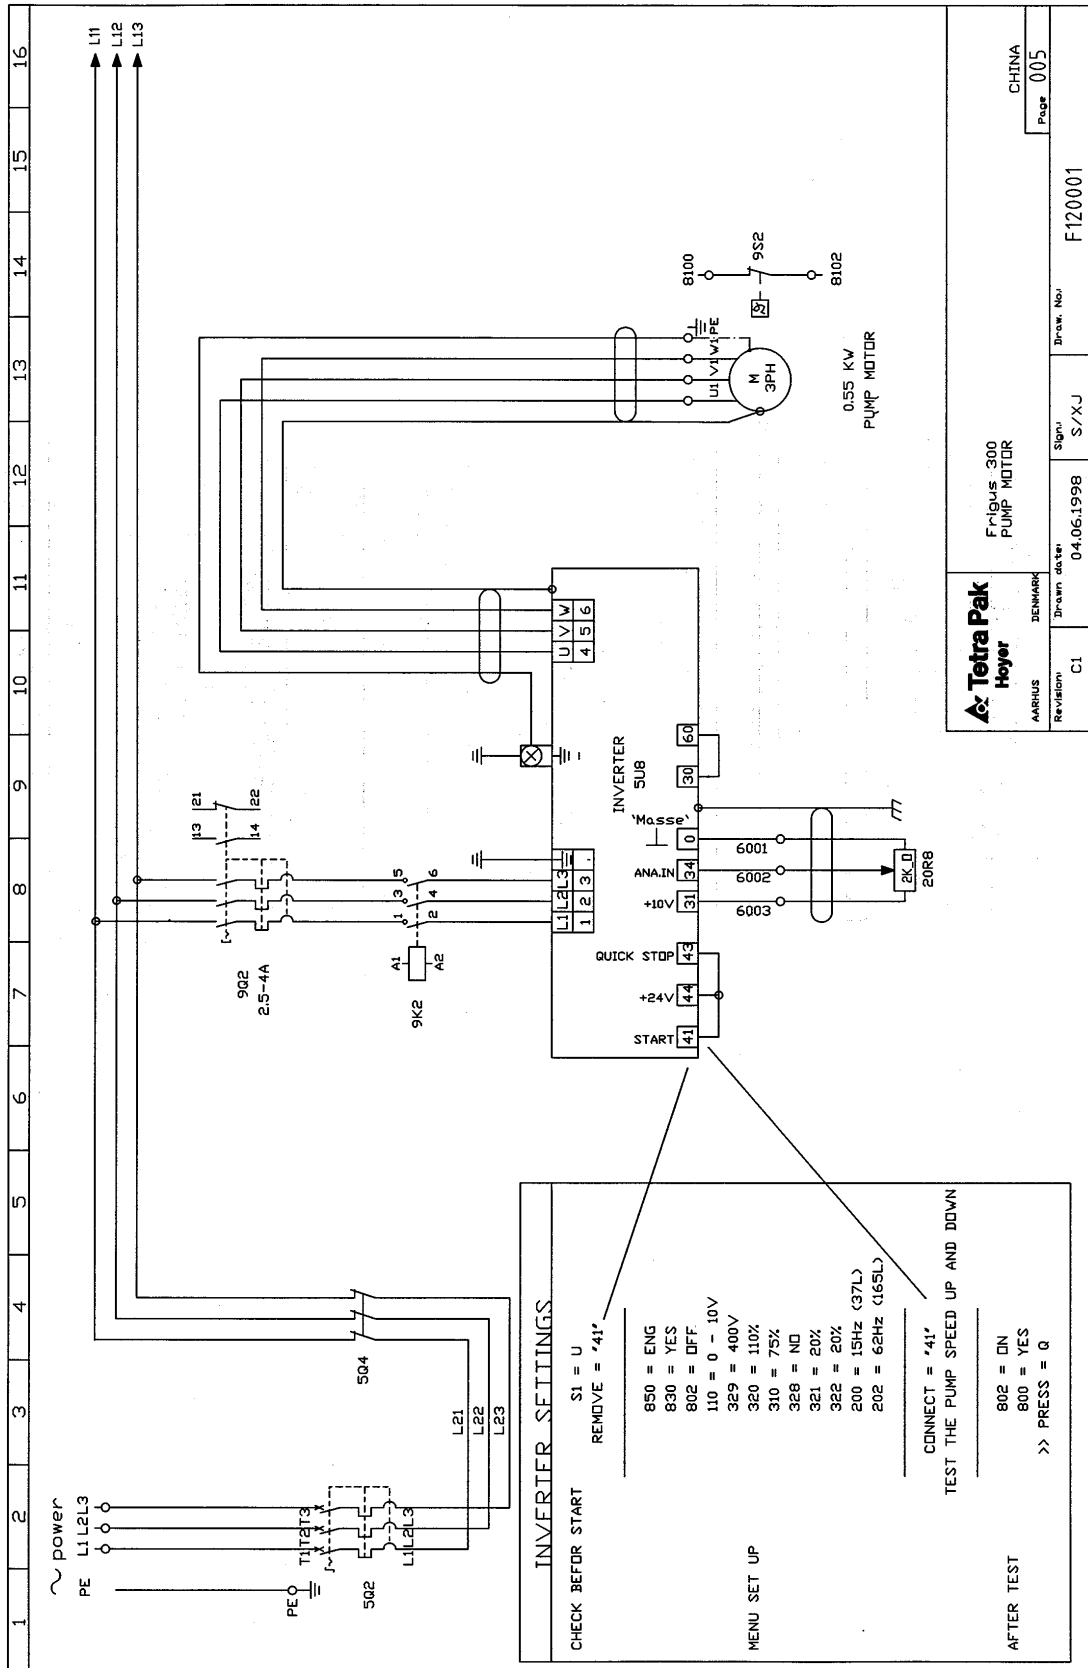 1 2 3 4 5 6 7 8 9 10 11 12 13 14 15 16
L11
L12
L13
~ power
PE L1 L2 L3
PE
T1 T2 T3
5Q2
L1 L2 L3
L21
L22
L23
5Q4
9Q2
2.5-4A
13 21
14 22
1 3 5
2 4 6
A1
A2
9K2
L1 L2 L3
1 2 3
U V W
4 5 6
INVERTER
5U8
START 41
+24V 44
QUICK STOP 43
+10V 31
ANA.IN 34
0
'Masse'
30
60
6003
6002
6001
2K_0
20R8
U1 V1 W1 PE
M
3PH
0.55 KW
PUMP MOTOR
8100
9S2
8102
INVERTER SETTINGS
CHECK BEFOR START
S1 = U
REMOVE = "41"
MENU SET UP
850 = ENG
830 = YES
802 = OFF
110 = 0 - 10V
329 = 400V
320 = 110%
310 = 75%
328 = NO
321 = 20%
322 = 20%
200 = 15Hz (37L)
202 = 62Hz (165L)
CONNECT = "41"
TEST THE PUMP SPEED UP AND DOWN
AFTER TEST
802 = ON
800 = YES
>> PRESS = Q
Tetra Pak
Hoyer
AARHUS DENMARK
Frigus 300
PUMP MOTOR
CHINA
Page 005
Revision: C1
Drawn date: 04.06.1998
Sign.: S/XJ
Draw. No.: F120001